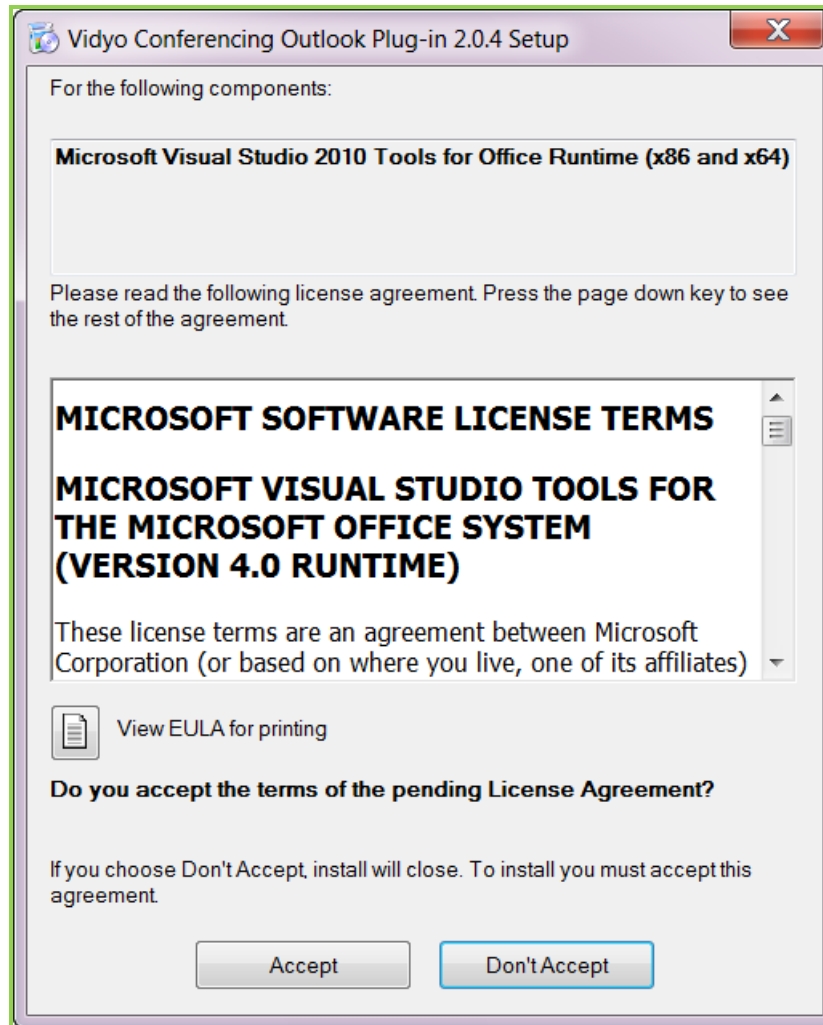 Vidyo Conferencing Outlook Plug-in 2.0.4 Setup
For the following components:
Microsoft Visual Studio 2010 Tools for Office Runtime (x86 and x64)
Please read the following license agreement. Press the page down key to see
the rest of the agreement.
MICROSOFT SOFTWARE LICENSE TERMS
MICROSOFT VISUAL STUDIO TOOLS FOR
THE MICROSOFT OFFICE SYSTEM
(VERSION 4.0 RUNTIME)
These license terms are an agreement between Microsoft
Corporation (or based on where you live, one of its affiliates)
View EULA for printing
Do you accept the terms of the pending License Agreement?
If you choose Don't Accept, install will close. To install you must accept this
agreement.
Accept
Don't Accept